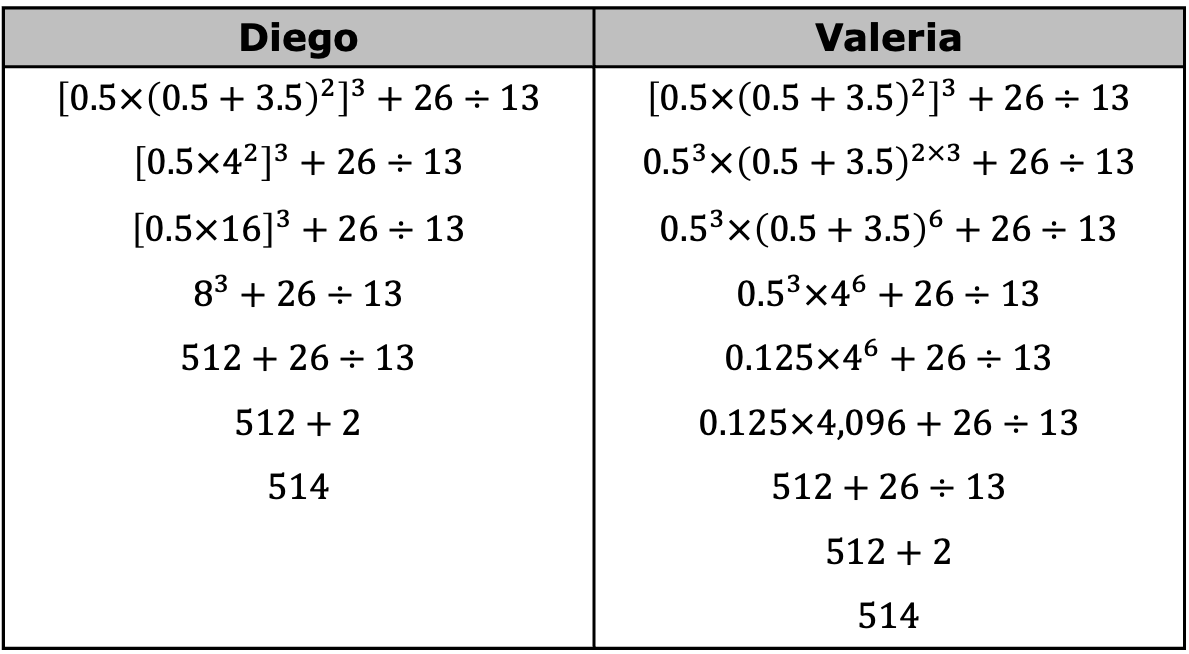 Diego
[0.5×(0.5 + 3.5)²]³ + 26 ÷ 13
[0.5×4²]³ + 26 ÷ 13
[0.5×16]³ + 26 ÷ 13
8³ + 26 ÷ 13
512 + 26 ÷ 13
512 + 2
514
Valeria
[0.5×(0.5 + 3.5)²]³ + 26 ÷ 13
0.5³×(0.5 + 3.5)²ˣ³ + 26 ÷ 13
0.5³×(0.5 + 3.5)⁶ + 26 ÷ 13
0.5³×4⁶ + 26 ÷ 13
0.125×4⁶ + 26 ÷ 13
0.125×4,096 + 26 ÷ 13
512 + 26 ÷ 13
512 + 2
514